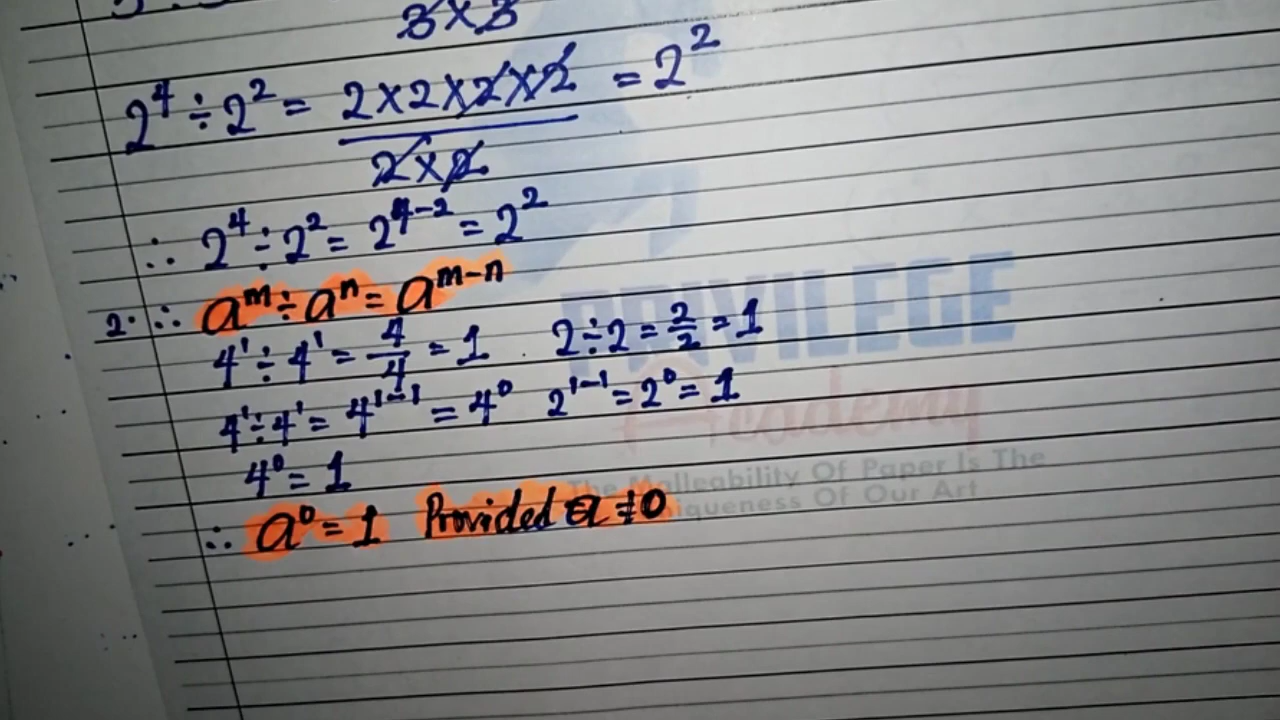 3×3
2⁴÷2² = 2×2×2×2 = 2²
2×2
∴ 2⁴÷2² = 2⁴⁻² = 2²
2. ∴ aᵐ÷aⁿ = aᵐ⁻ⁿ
4¹÷4¹ = 4/4 = 1 2÷2 = 2/2 = 1
4¹÷4¹ = 4¹⁻¹ = 4⁰ 2¹⁻¹ = 2⁰ = 1
4⁰ = 1
∴ a⁰ = 1 Provided a ≠ 0
PRIVILEGE
Academy
The Malleability Of Paper Is The
Uniqueness Of Our Art